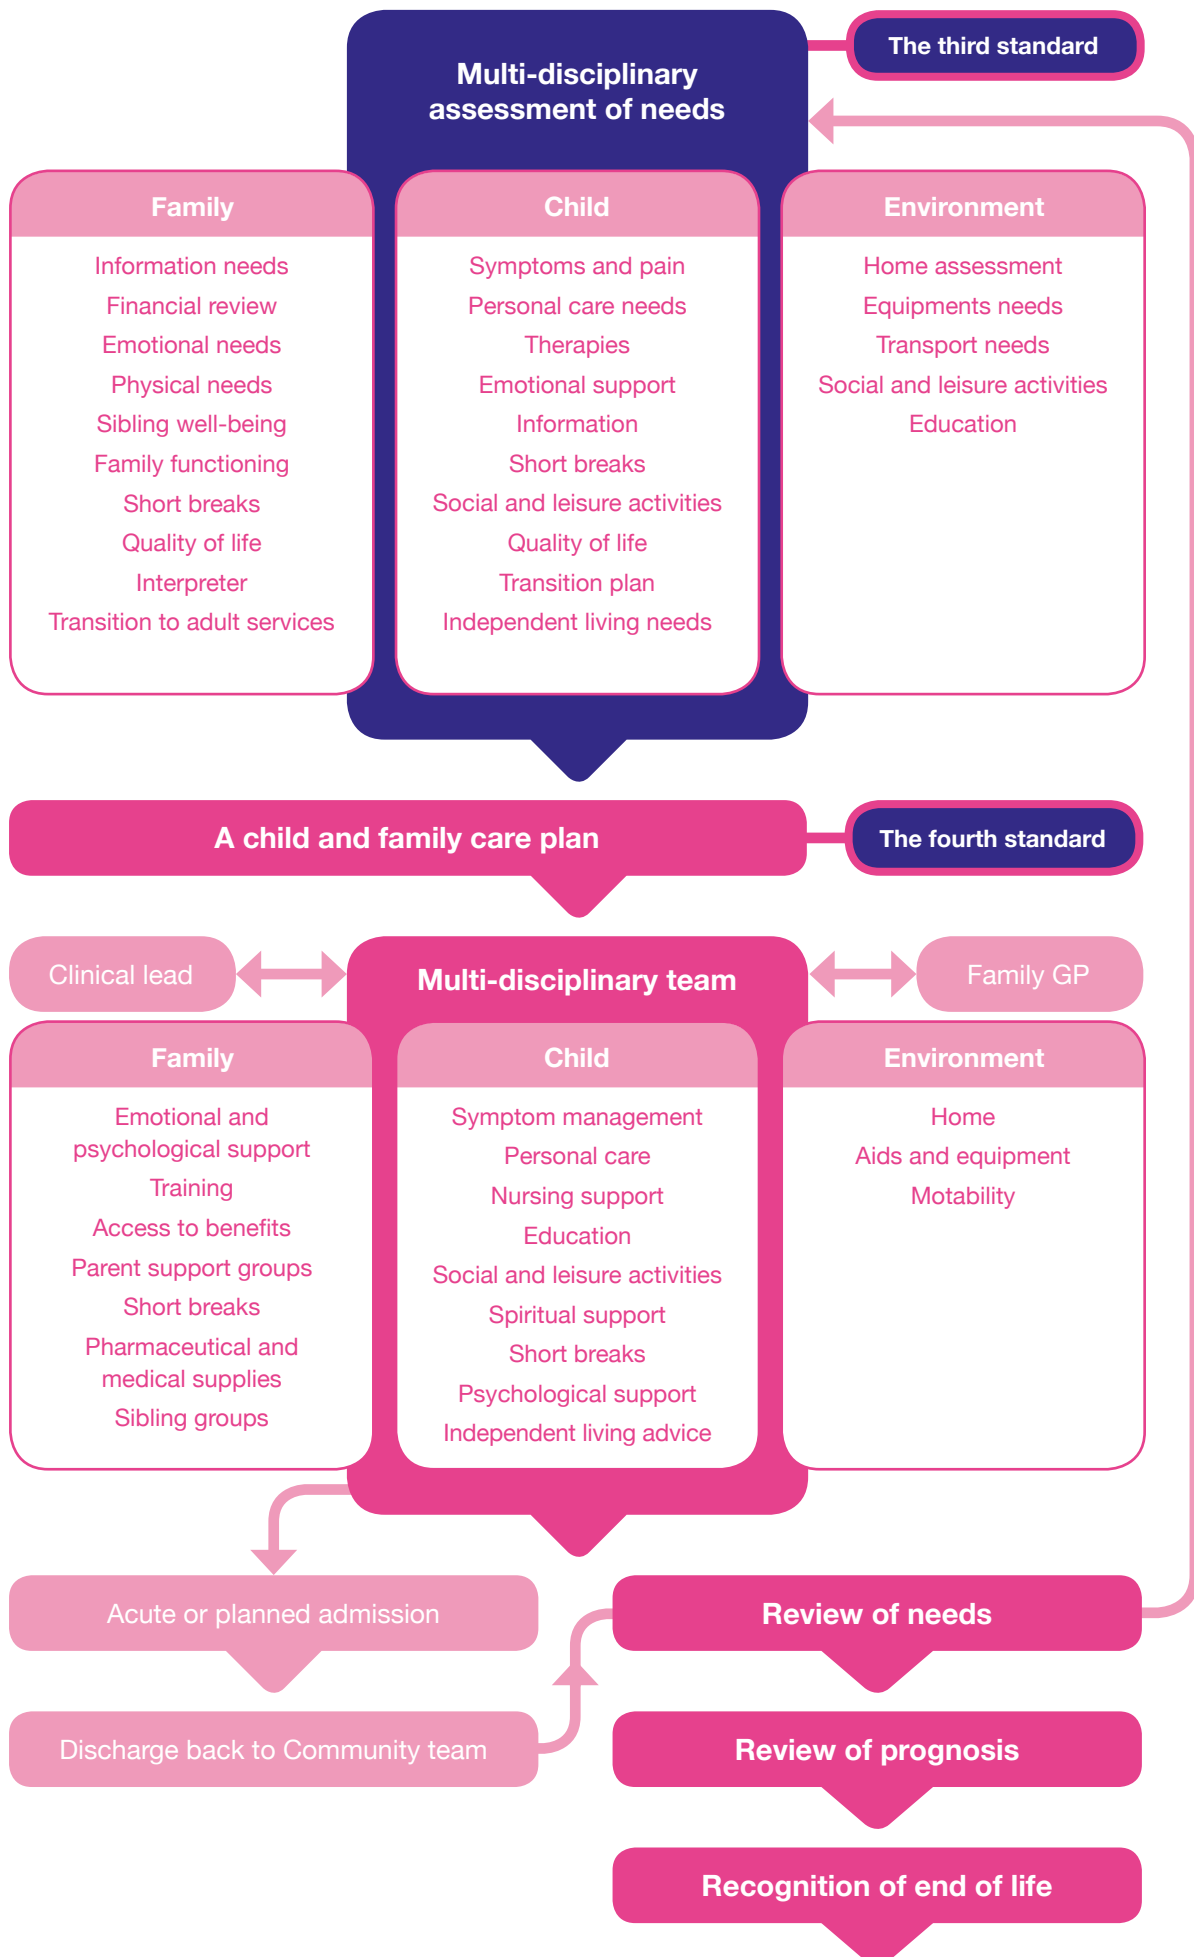 The third standard
Multi-disciplinary
assessment of needs
Family
Information needs
Financial review
Emotional needs
Physical needs
Sibling well-being
Family functioning
Short breaks
Quality of life
Interpreter
Transition to adult services
Child
Symptoms and pain
Personal care needs
Therapies
Emotional support
Information
Short breaks
Social and leisure activities
Quality of life
Transition plan
Independent living needs
Environment
Home assessment
Equipments needs
Transport needs
Social and leisure activities
Education
A child and family care plan
The fourth standard
Clinical lead
Multi-disciplinary team
Family GP
Family
Emotional and
psychological support
Training
Access to benefits
Parent support groups
Short breaks
Pharmaceutical and
medical supplies
Sibling groups
Child
Symptom management
Personal care
Nursing support
Education
Social and leisure activities
Spiritual support
Short breaks
Psychological support
Independent living advice
Environment
Home
Aids and equipment
Motability
Acute or planned admission
Discharge back to Community team
Review of needs
Review of prognosis
Recognition of end of life